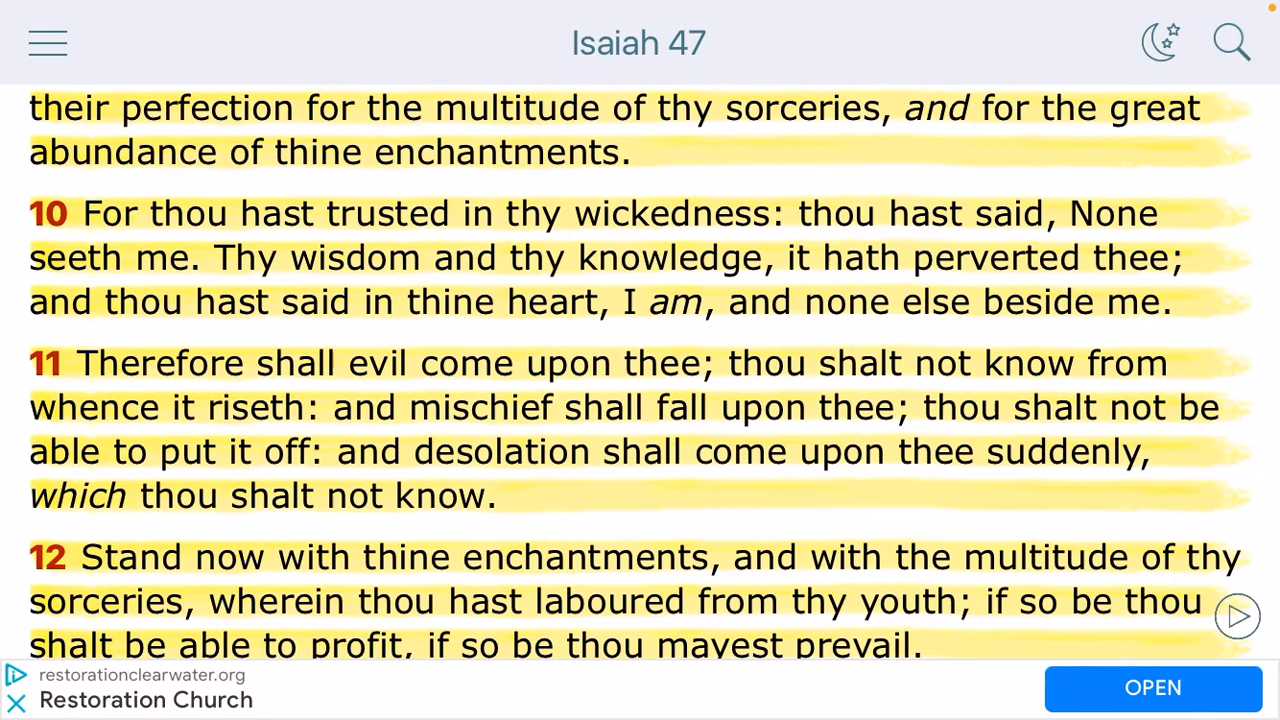 Isaiah 47
their perfection for the multitude of thy sorceries, and for the great
abundance of thine enchantments.
10 For thou hast trusted in thy wickedness: thou hast said, None
seeth me. Thy wisdom and thy knowledge, it hath perverted thee;
and thou hast said in thine heart, I am, and none else beside me.
11 Therefore shall evil come upon thee; thou shalt not know from
whence it riseth: and mischief shall fall upon thee; thou shalt not be
able to put it off: and desolation shall come upon thee suddenly,
which thou shalt not know.
12 Stand now with thine enchantments, and with the multitude of thy
sorceries, wherein thou hast laboured from thy youth; if so be thou
shalt be able to profit, if so be thou mayest prevail.
restorationclearwater.org
Restoration Church
OPEN